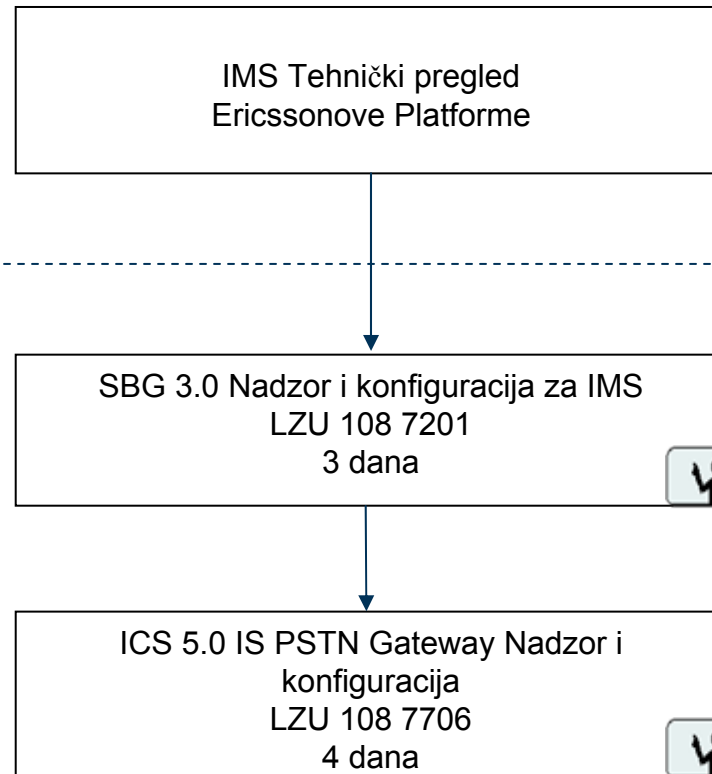 IMS Tehnički pregled
Ericssonove Platforme
SBG 3.0 Nadzor i konfiguracija za IMS
LZU 108 7201
3 dana
ICS 5.0 IS PSTN Gateway Nadzor i
konfiguracija
LZU 108 7706
4 dana